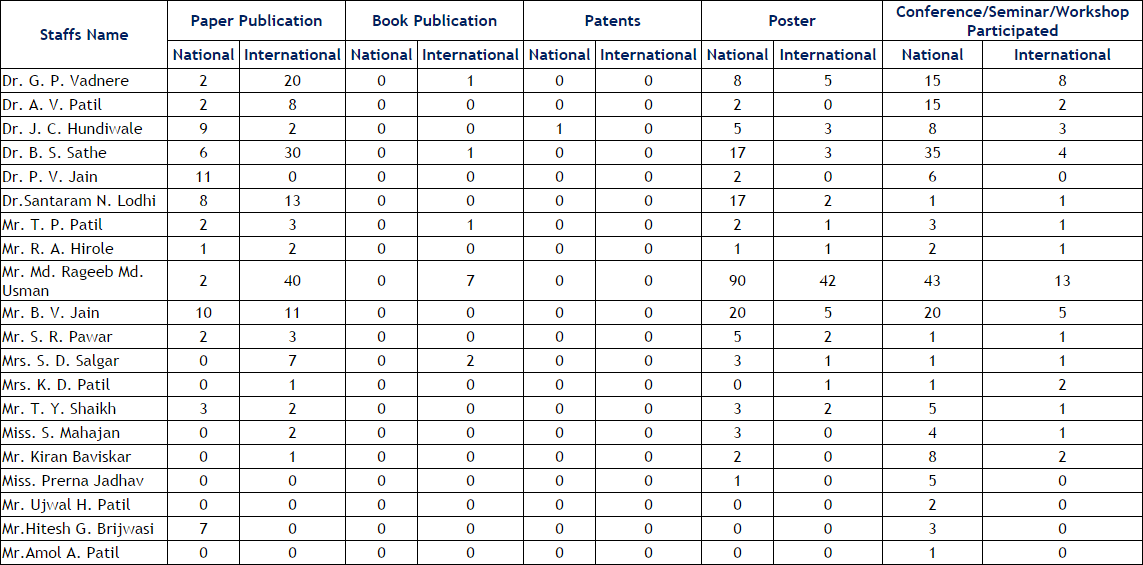 Staffs Name Paper Publication Book Publication Patents Poster Conference/Seminar/Workshop Participated
National International National International National International National International National International
Dr. G. P. Vadnere 2 20 0 1 0 0 8 5 15 8
Dr. A. V. Patil 2 8 0 0 0 0 2 0 15 2
Dr. J. C. Hundiwale 9 2 0 0 1 0 5 3 8 3
Dr. B. S. Sathe 6 30 0 1 0 0 17 3 35 4
Dr. P. V. Jain 11 0 0 0 0 0 2 0 6 0
Dr.Santaram N. Lodhi 8 13 0 0 0 0 17 2 1 1
Mr. T. P. Patil 2 3 0 1 0 0 2 1 3 1
Mr. R. A. Hirole 1 2 0 0 0 0 1 1 2 1
Mr. Md. Rageeb Md. Usman 2 40 0 7 0 0 90 42 43 13
Mr. B. V. Jain 10 11 0 0 0 0 20 5 20 5
Mr. S. R. Pawar 2 3 0 0 0 0 5 2 1 1
Mrs. S. D. Salgar 0 7 0 2 0 0 3 1 1 1
Mrs. K. D. Patil 0 1 0 0 0 0 0 1 1 2
Mr. T. Y. Shaikh 3 2 0 0 0 0 3 2 5 1
Miss. S. Mahajan 0 2 0 0 0 0 3 0 4 1
Mr. Kiran Baviskar 0 1 0 0 0 0 2 0 8 2
Miss. Prerna Jadhav 0 0 0 0 0 0 1 0 5 0
Mr. Ujwal H. Patil 0 0 0 0 0 0 0 0 2 0
Mr.Hitesh G. Brijwasi 7 0 0 0 0 0 0 0 3 0
Mr.Amol A. Patil 0 0 0 0 0 0 0 0 1 0